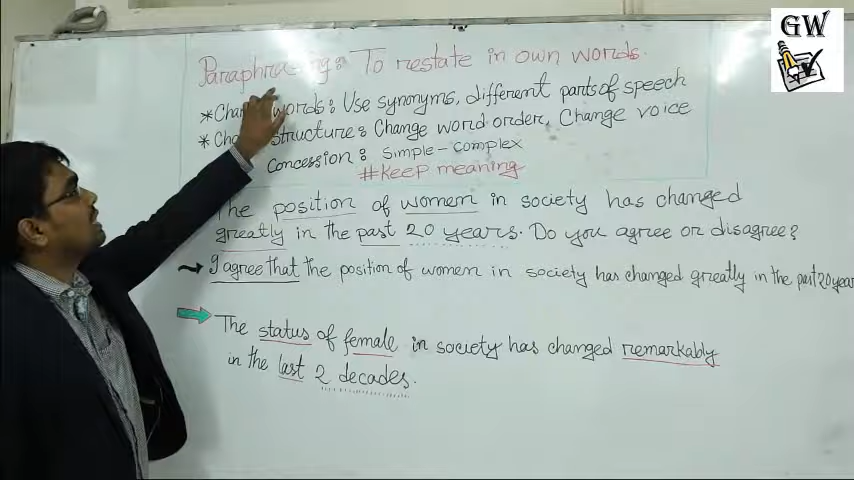 GW
Paraphrasing: To restate in own words.
*Cha words: Use synonyms, different parts of speech
*Cha structure: Change word order, Change voice
Concession: Simple-complex
#Keep meaning
The position of women in society has changed
greatly in the past 20 years. Do you agree or disagree?
I agree that the position of women in society has changed greatly in the past 20 year
The status of female in society has changed remarkably
in the last 2 decades.